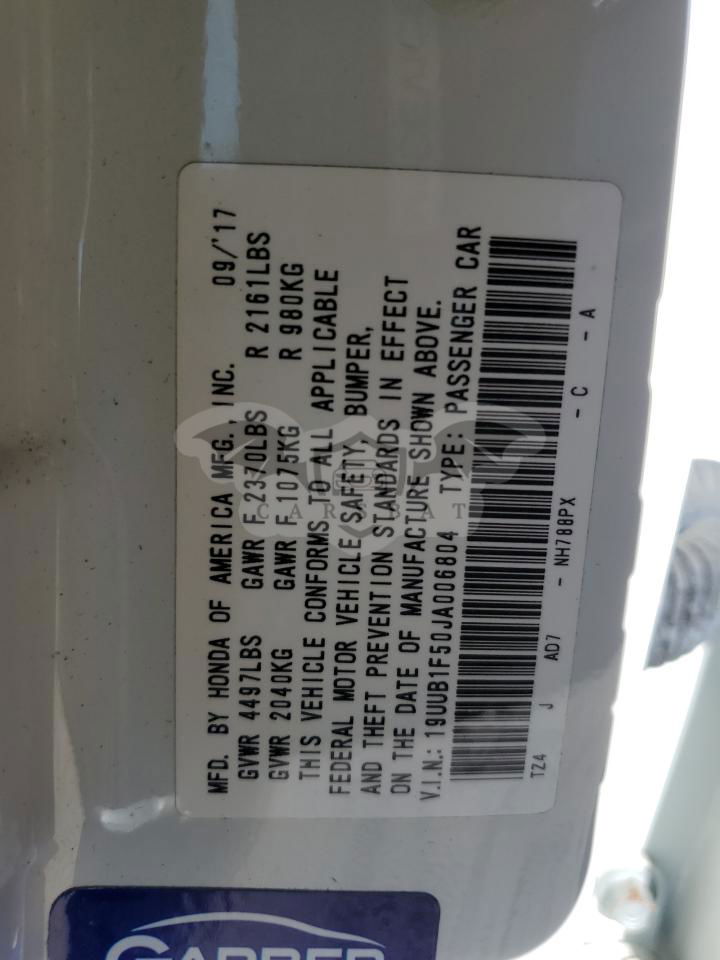 MFD. BY HONDA OF AMERICA MFG., INC. 09/'17
GVWR 4497LBS GAWR F 2370LBS R 2161LBS
GVWR 2040KG GAWR F 1075KG R 980KG
THIS VEHICLE CONFORMS TO ALL APPLICABLE
FEDERAL MOTOR VEHICLE SAFETY, BUMPER,
AND THEFT PREVENTION STANDARDS IN EFFECT
ON THE DATE OF MANUFACTURE SHOWN ABOVE.
V.I.N.: 19UUB1F50JA006804 TYPE: PASSENGER CAR
TZ4 J AD7 - NH788PX - C - A
CARSBAT